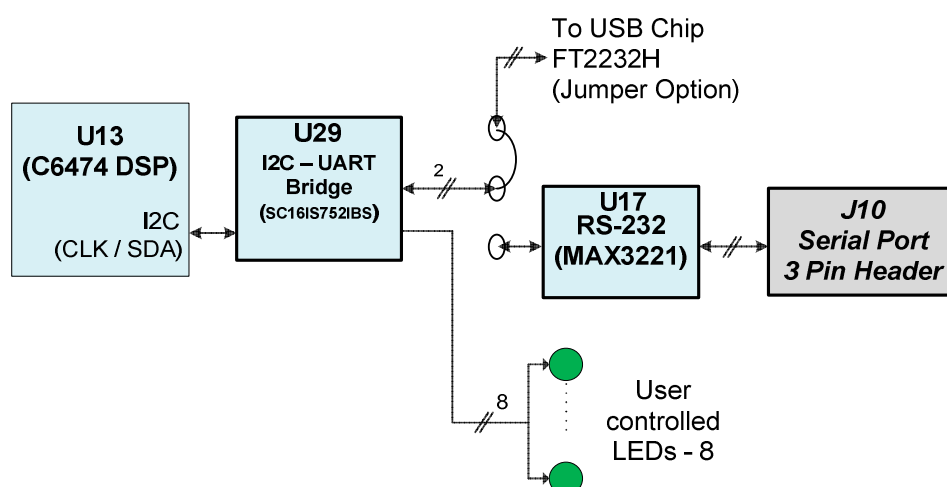 To USB Chip
FT2232H
(Jumper Option)
U13
(C6474 DSP)
I2C
(CLK / SDA)
U29
I2C – UART
Bridge
(SC16IS752IBS)
2
U17
RS-232
(MAX3221)
J10
Serial Port
3 Pin Header
8
User
controlled
LEDs - 8